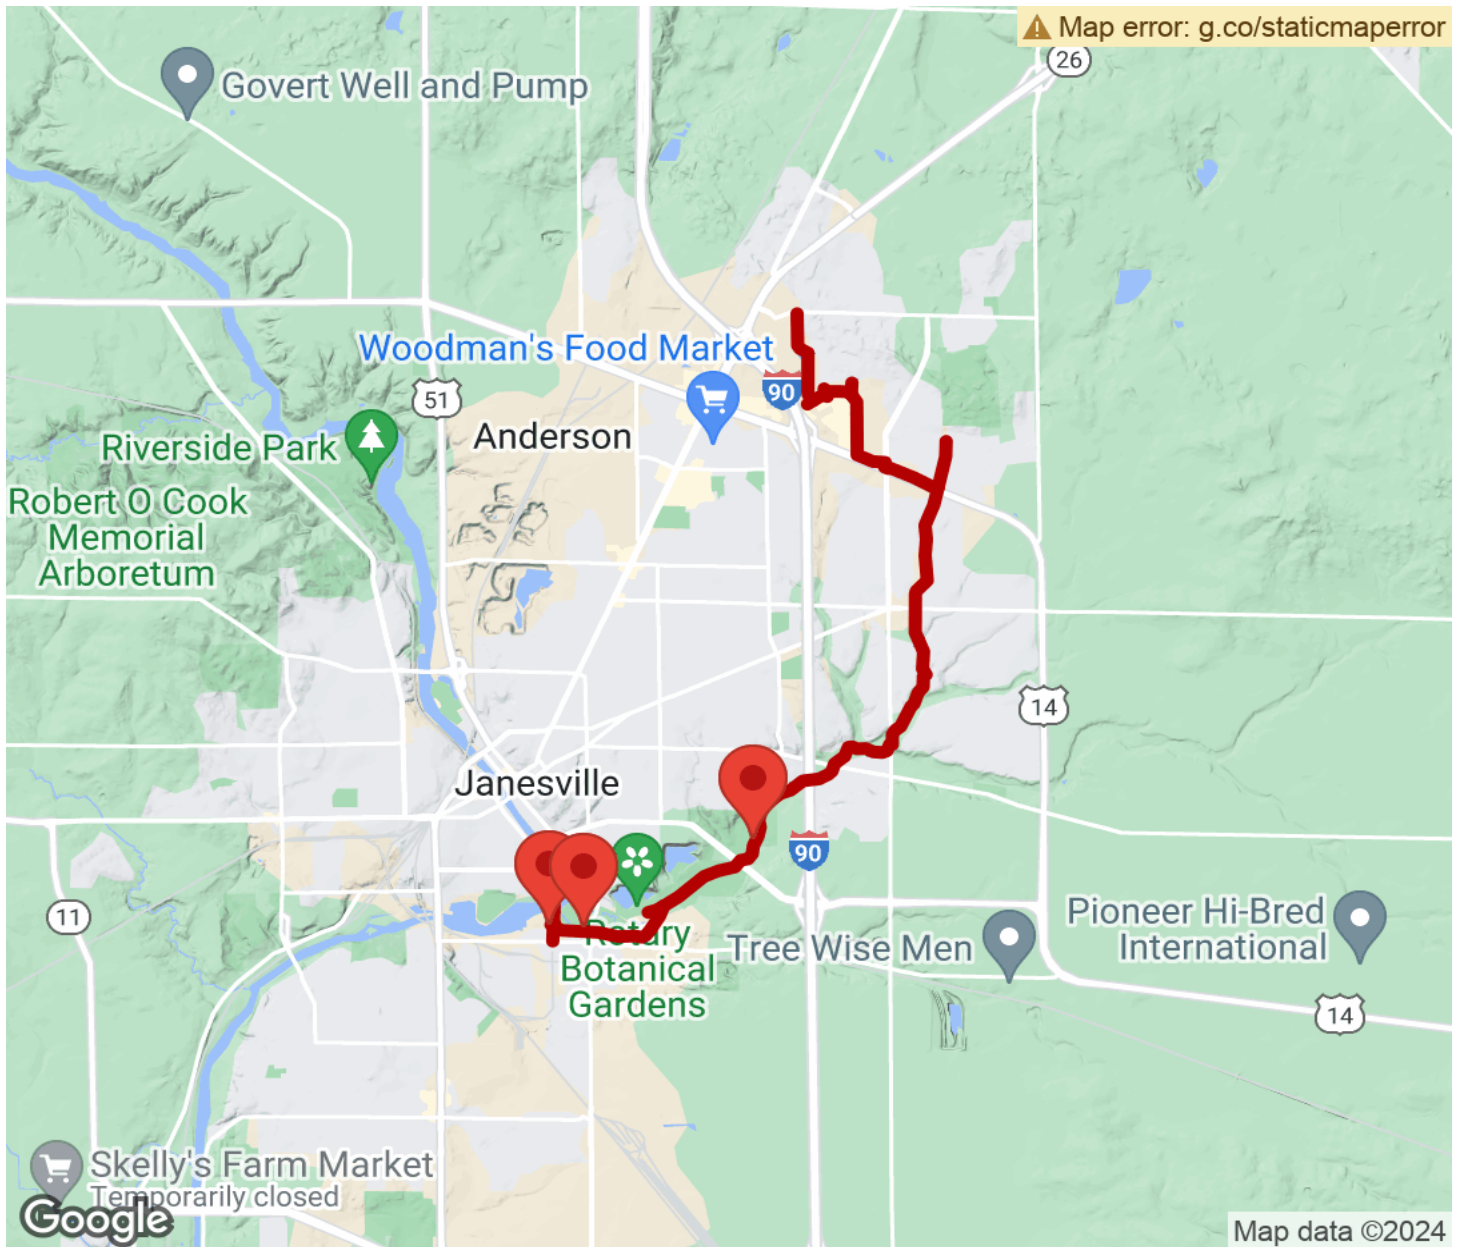 Map error: g.co/staticmaperror
26
Govert Well and Pump
Woodman's Food Market
90
51
Anderson
Riverside Park
Robert O Cook
Memorial
Arboretum
14
Janesville
90
11
Rotary
Botanical
Gardens
Tree Wise Men
Pioneer Hi-Bred
International
14
Skelly's Farm Market
Temporarily closed
Google
Map data ©2024